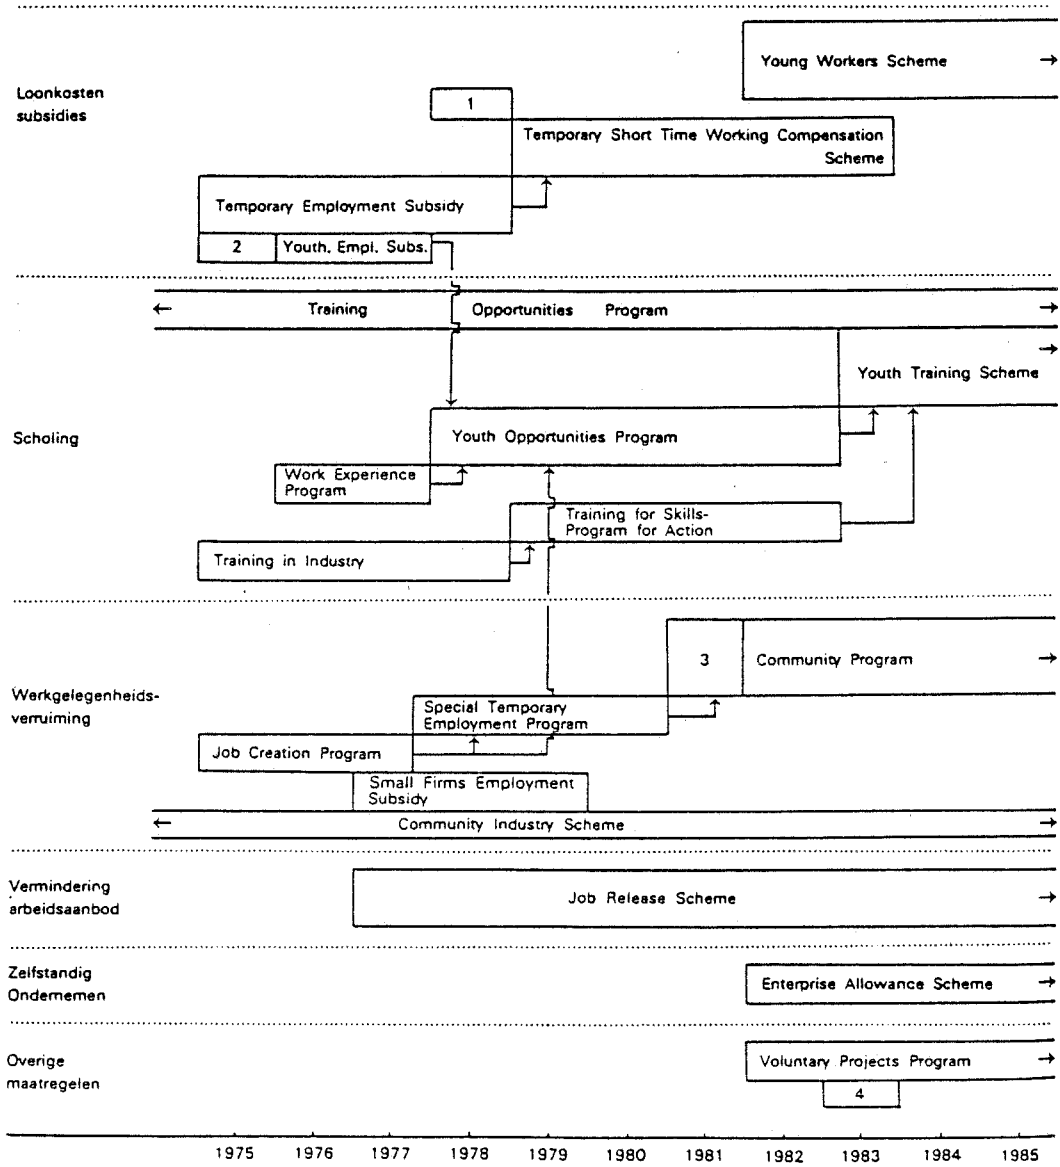 Young Workers Scheme
Loonkosten
subsidies
1
Temporary Short Time Working Compensation
Scheme
Temporary Employment Subsidy
2
Youth. Empl. Subs.
Training Opportunities Program
Youth Training Scheme
Scholing
Youth Opportunities Program
Work Experience
Program
Training for Skills-
Program for Action
Training in Industry
3
Community Program
Werkgelegenheids-
verruiming
Special Temporary
Employment Program
Job Creation Program
Small Firms Employment
Subsidy
Community Industry Scheme
Vermindering
arbeidsaanbod
Job Release Scheme
Zelfstandig
Ondernemen
Enterprise Allowance Scheme
Overige
maatregelen
Voluntary Projects Program
4
1975 1976 1977 1978 1979 1980 1981 1982 1983 1984 1985